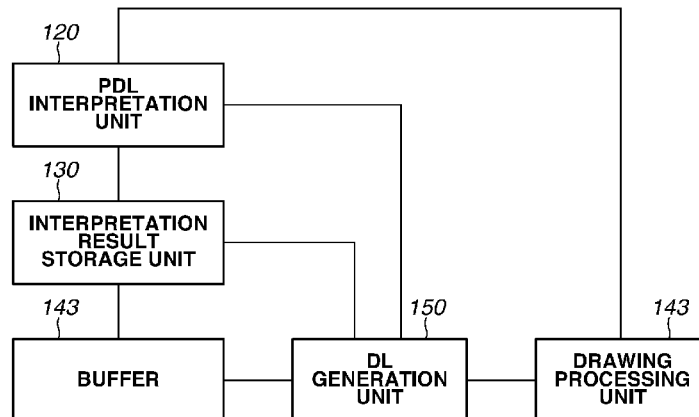 120
PDL
INTERPRETATION
UNIT
130
INTERPRETATION
RESULT
STORAGE UNIT
143
BUFFER
150
DL
GENERATION
UNIT
143
DRAWING
PROCESSING
UNIT